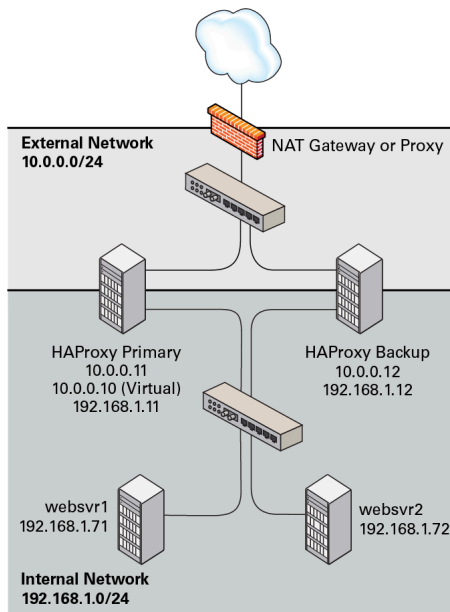 External Network
10.0.0.0/24
NAT Gateway or Proxy
HAProxy Primary
10.0.0.11
10.0.0.10 (Virtual)
192.168.1.11
HAProxy Backup
10.0.0.12
192.168.1.12
websvr1
192.168.1.71
websvr2
192.168.1.72
Internal Network
192.168.1.0/24